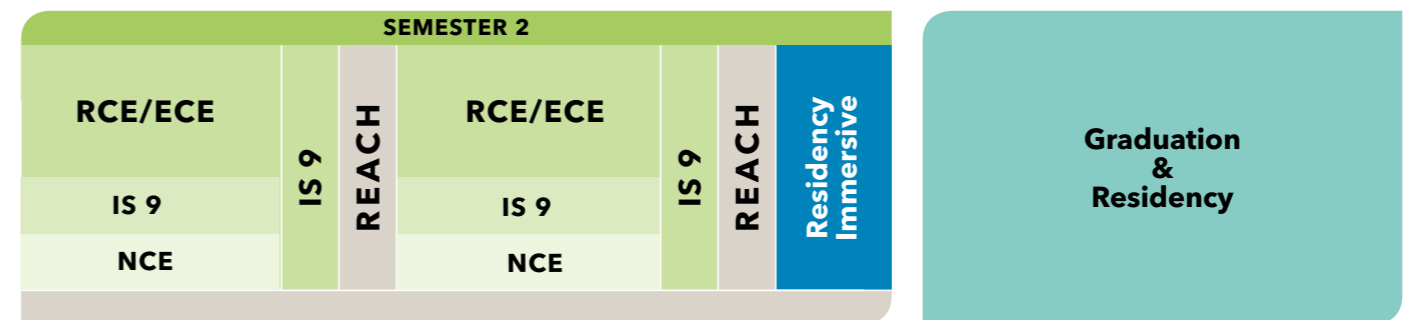 SEMESTER 2
RCE/ECE
IS 9
NCE
IS 9
REACH
RCE/ECE
IS 9
NCE
IS 9
REACH
Residency
Immersive
Graduation
&
Residency